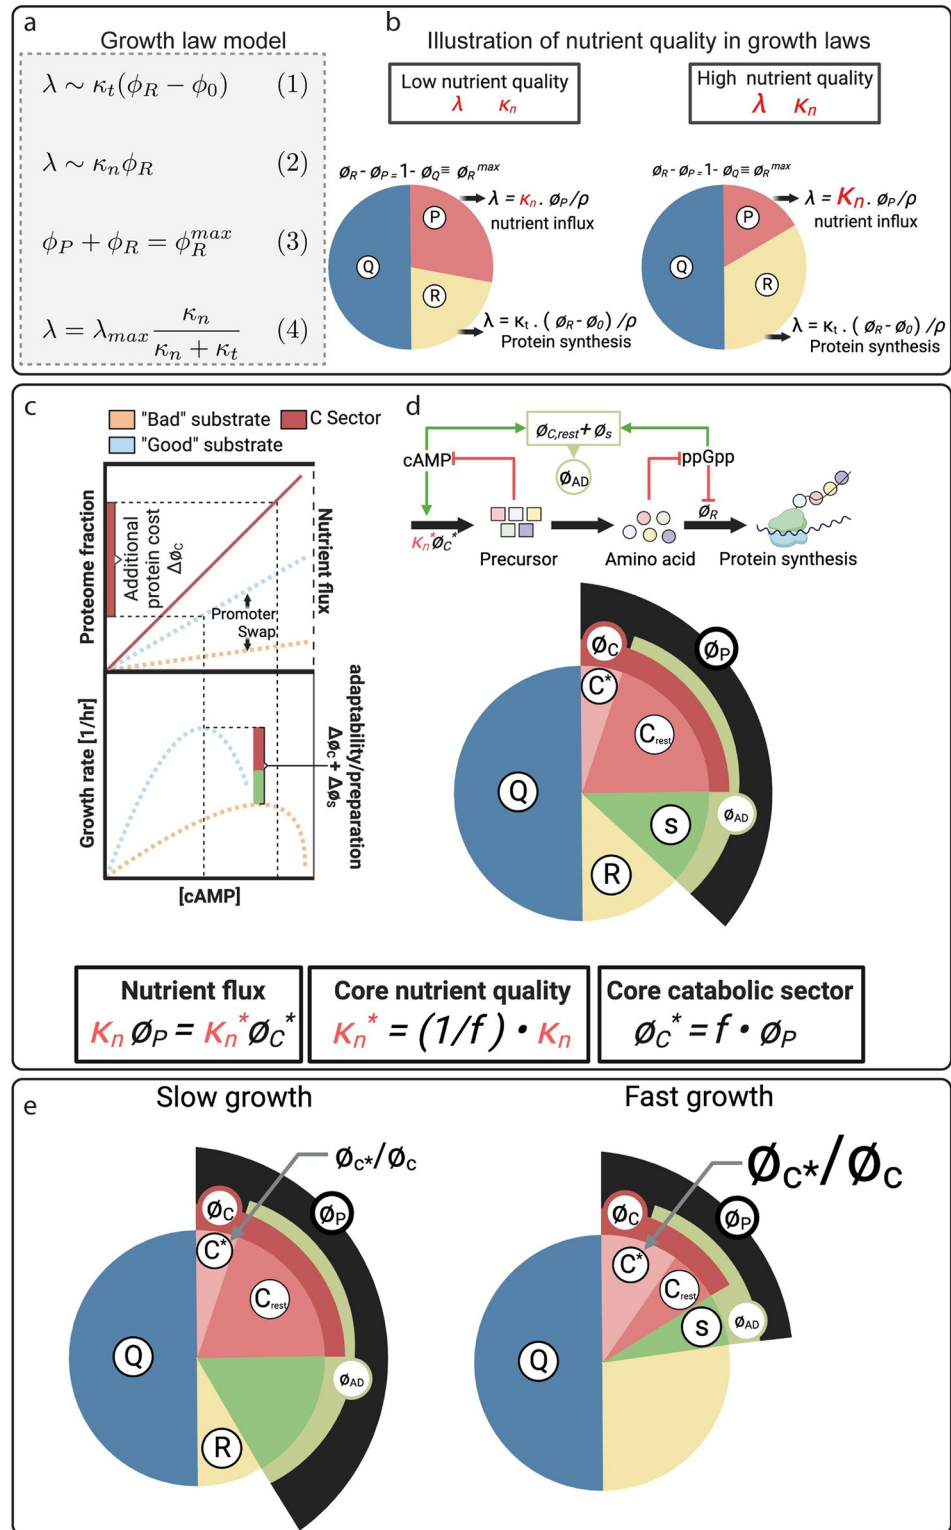 a
Growth law model
λ ∼ κt(ϕR − ϕ0) (1)
λ ∼ κnϕR (2)
ϕP + ϕR = ϕR^max (3)
λ = λmax κn / (κn + κt) (4)
b
Illustration of nutrient quality in growth laws
Low nutrient quality
λ κn
High nutrient quality
λ κn
øR - øP = 1- øQ ≡ øR^max
P
Q
R
λ = κn . øP/ρ
nutrient influx
λ = κt . ( øR-ø0) /ρ
Protein synthesis
øR - øP = 1- øQ ≡ øR^max
P
Q
R
λ = κn . øP/ρ
nutrient influx
λ = κt . ( øR-ø0) /ρ
Protein synthesis
c
"Bad" substrate
C Sector
"Good" substrate
Proteome fraction
Additional
protein cost
ΔøC
Promoter
Swap
Nutrient flux
Growth rate [1/hr]
adaptability/preparation
ΔøC + ΔøS
[cAMP]
d
øC,rest + øs
cAMP
øAD
ppGpp
κn*øC*
øR
Precursor
Amino acid
Protein synthesis
øC
øP
C*
Crest
Q
S
øAD
R
Nutrient flux
κn øP = κn*øC*
Core nutrient quality
κn* = (1/f) • κn
Core catabolic sector
øC* = f • øP
e
Slow growth
øC*/øC
øC
øP
C*
Crest
Q
øAD
R
Fast growth
øC*/øC
øC
øP
C*
Crest
S
øAD
Q